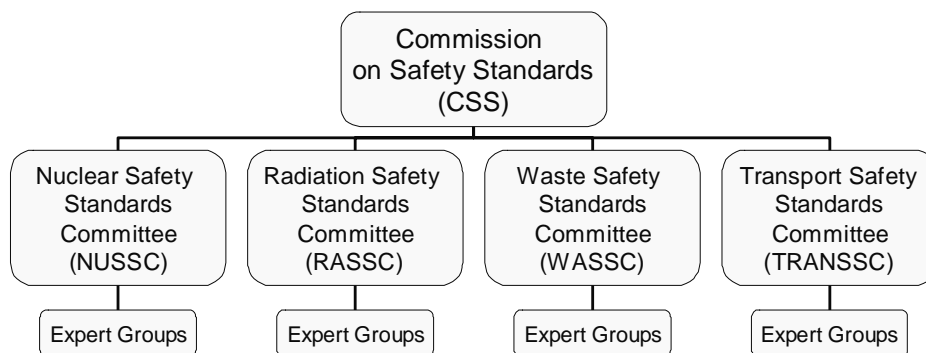 Commission
on Safety Standards
(CSS)
Nuclear Safety
Standards
Committee
(NUSSC)
Radiation Safety
Standards
Committee
(RASSC)
Waste Safety
Standards
Committee
(WASSC)
Transport Safety
Standards
Committee
(TRANSSC)
Expert Groups
Expert Groups
Expert Groups
Expert Groups